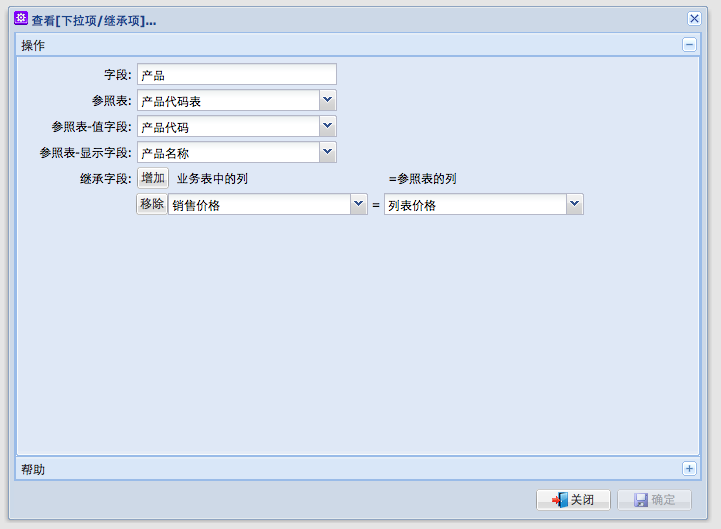 查看[下拉项/继承项]...
操作
字段: 产品
参照表: 产品代码表
参照表-值字段: 产品代码
参照表-显示字段: 产品名称
继承字段: 增加 业务表中的列 =参照表的列
移除 销售价格 = 列表价格
帮助
关闭 确定